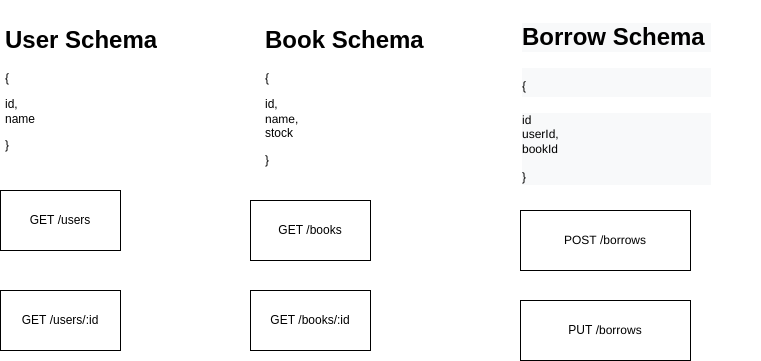 User Schema
{
id,
name
}
GET /users
GET /users/:id
Book Schema
{
id,
name,
stock
}
GET /books
GET /books/:id
Borrow Schema
{
id
userId,
bookId
}
POST /borrows
PUT /borrows